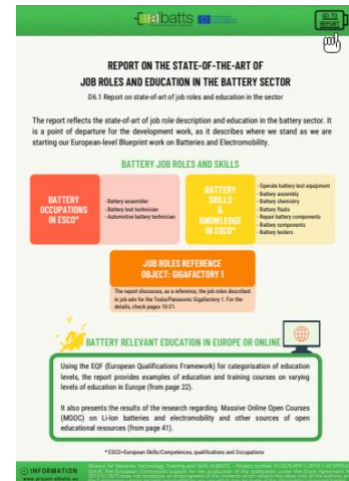 albatts
GO TO
REPORT
REPORT ON THE STATE-OF-THE-ART OF
JOB ROLES AND EDUCATION IN THE BATTERY SECTOR
D6.1 Report on state-of-art of job roles and education in the sector
The report reflects the state-of-art of job role description and education in the battery sector. It
is a point of departure for the development work, as it describes where we stand as we are
starting our European-level Blueprint work on Batteries and Electromobility.
BATTERY JOB ROLES AND SKILLS
BATTERY
OCCUPATIONS
IN ESCO*
- Battery assembler
- Battery test technician
- Automotive battery technician
BATTERY
SKILLS
&
KNOWLEDGE
IN ESCO*
- Operate battery test equipment
- Battery assembly
- Battery chemistry
- Battery fluids
- Repair battery components
- Battery components
- Battery testers
JOB ROLES REFERENCE
OBJECT: GIGAFACTORY 1
The report discusses, as a reference, the job roles described
in job ads for the Tesla/Panasonic Gigafactory 1. For the
details, check pages 10-21.
BATTERY RELEVANT EDUCATION IN EUROPE OR ONLINE
Using the EQF (European Qualifications Framework) for categorisation of education
levels, the report provides examples of education and training courses on varying
levels of education in Europe (from page 22).
It also presents the results of the research regarding Massive Online Open Courses
(MOOC) on Li-Ion batteries and electromobility and other sources of open
educational resources (from page 41).
* ESCO=European Skills/Competences, qualifications and Occupations
INFORMATION